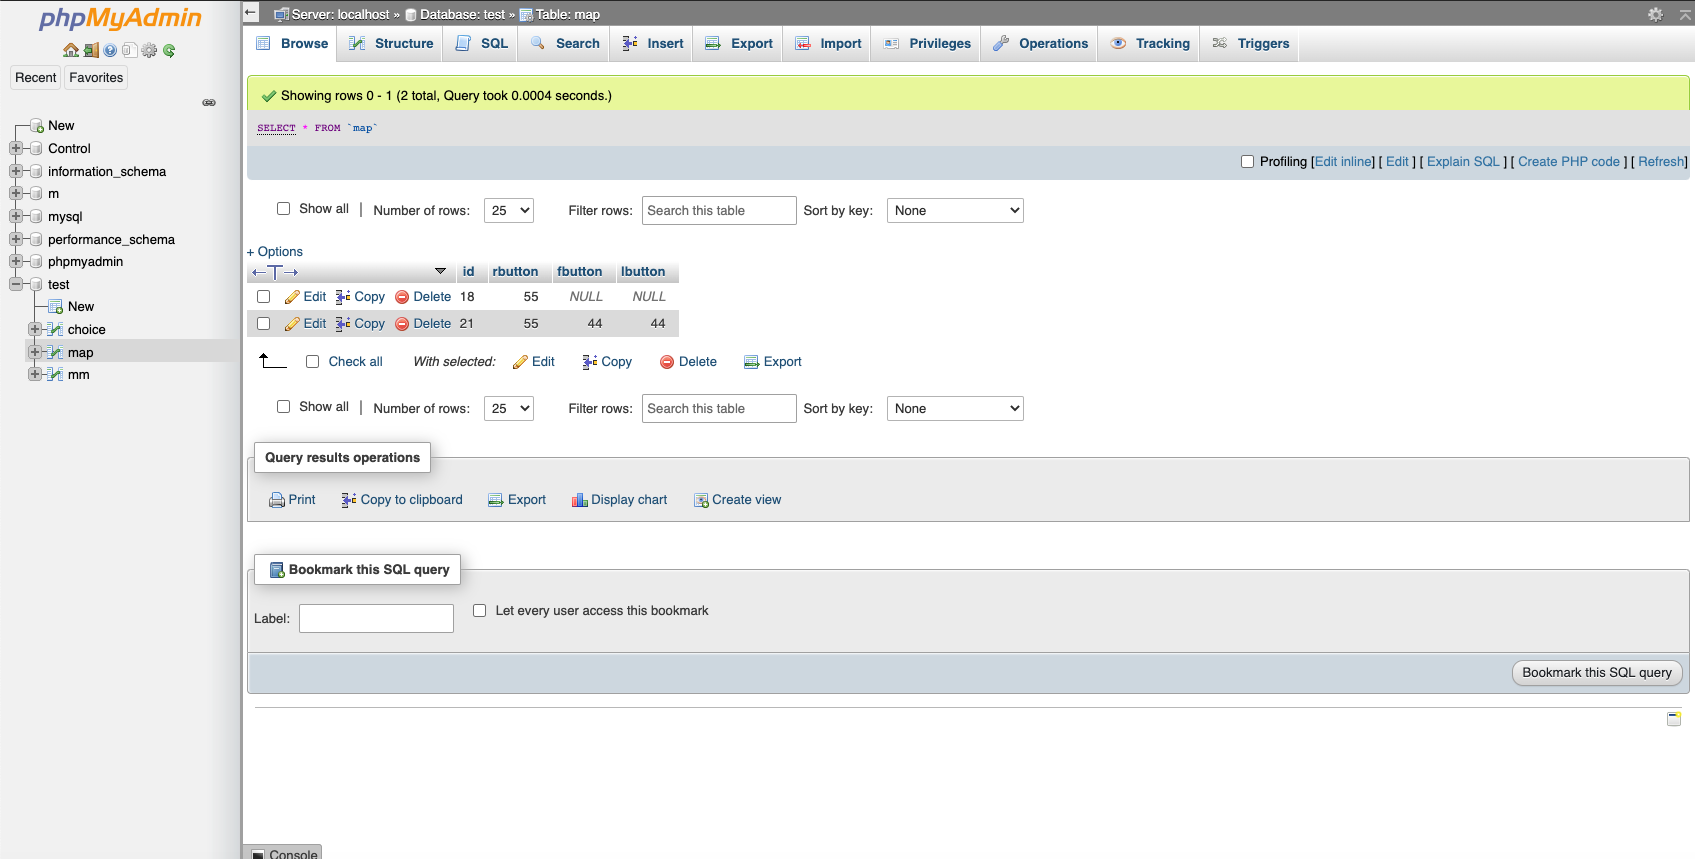 phpMyAdmin
Recent Favorites
New
Control
information_schema
m
mysql
performance_schema
phpmyadmin
test
New
choice
map
mm
Server: localhost » Database: test » Table: map
Browse Structure SQL Search Insert Export Import Privileges Operations Tracking Triggers
Showing rows 0 - 1 (2 total, Query took 0.0004 seconds.)
SELECT * FROM `map`
Profiling [Edit inline] [ Edit ] [ Explain SQL ] [ Create PHP code ] [ Refresh]
Show all | Number of rows: 25 Filter rows: Search this table Sort by key: None
+ Options
←T→ id rbutton fbutton lbutton
Edit Copy Delete 18 55 NULL NULL
Edit Copy Delete 21 55 44 44
Check all With selected: Edit Copy Delete Export
Show all | Number of rows: 25 Filter rows: Search this table Sort by key: None
Query results operations
Print Copy to clipboard Export Display chart Create view
Bookmark this SQL query
Label: Let every user access this bookmark
Bookmark this SQL query
Console